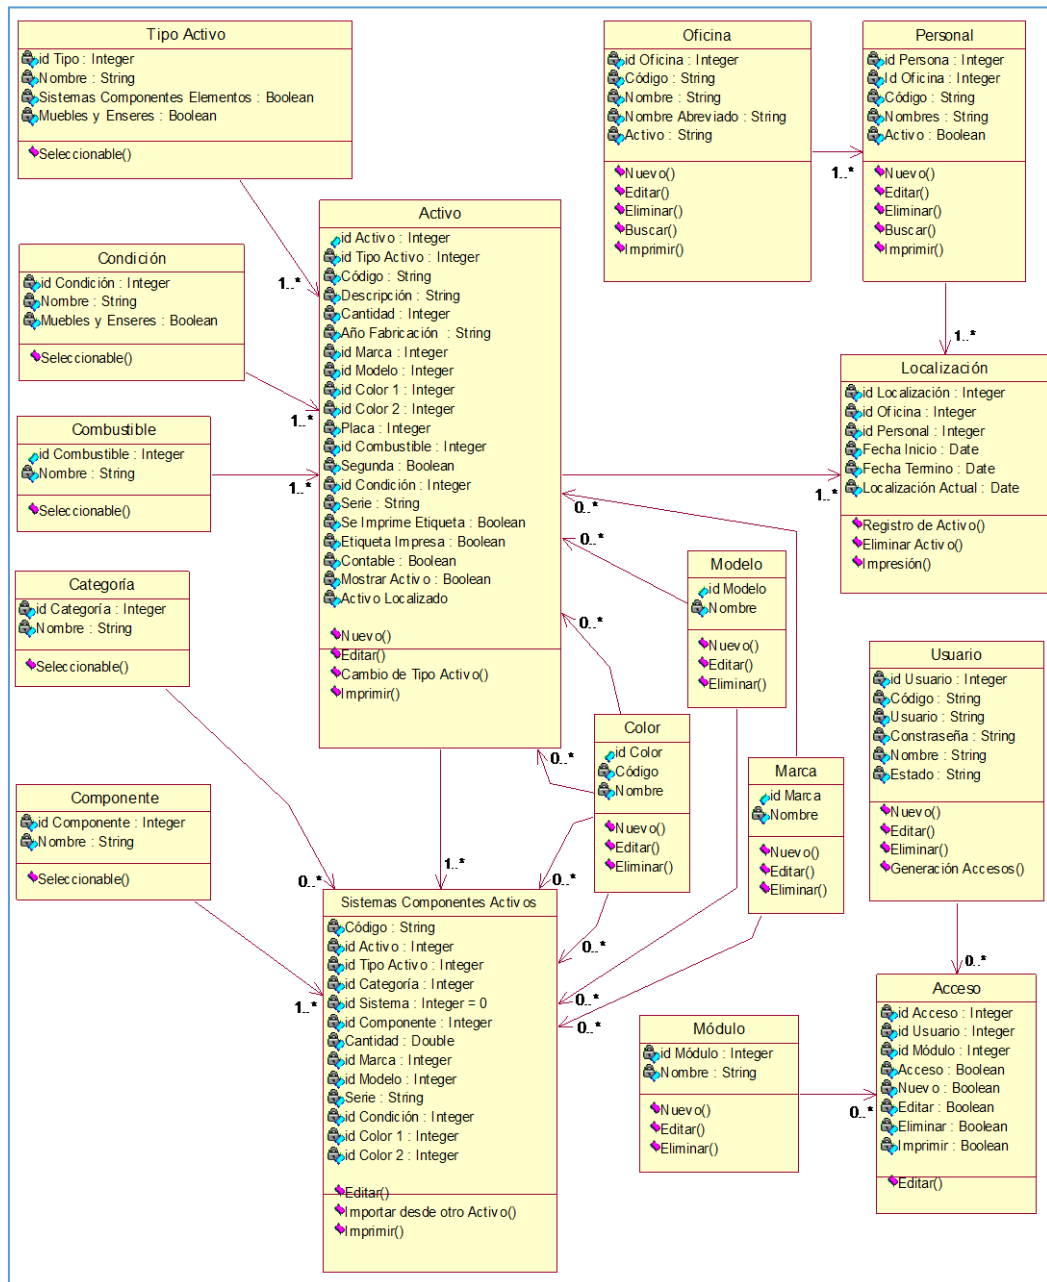 Tipo Activo
id Tipo : Integer
Nombre : String
Sistemas Componentes Elementos : Boolean
Muebles y Enseres : Boolean
Seleccionable()
Oficina
id Oficina : Integer
Código : String
Nombre : String
Nombre Abreviado : String
Activo : String
Nuevo()
Editar()
Eliminar()
Buscar()
Imprimir()
1..*
Personal
id Persona : Integer
Id Oficina : Integer
Código : String
Nombres : String
Activo : Boolean
Nuevo()
Editar()
Eliminar()
Buscar()
Imprimir()
1..*
Condición
id Condición : Integer
Nombre : String
Muebles y Enseres : Boolean
Seleccionable()
1..*
1..*
Activo
id Activo : Integer
id Tipo Activo : Integer
Código : String
Descripción : String
Cantidad : Integer
Año Fabricación : String
id Marca : Integer
id Modelo : Integer
id Color 1 : Integer
id Color 2 : Integer
Placa : Integer
id Combustible : Integer
Segunda : Boolean
id Condición : Integer
Serie : String
Se Imprime Etiqueta : Boolean
Etiqueta Impresa : Boolean
Contable : Boolean
Mostrar Activo : Boolean
Activo Localizado
Nuevo()
Editar()
Cambio de Tipo Activo()
Imprimir()
Localización
id Localización : Integer
id Oficina : Integer
id Personal : Integer
Fecha Inicio : Date
Fecha Termino : Date
Localización Actual : Date
Registro de Activo()
Eliminar Activo()
Impresión()
1..*
Combustible
id Combustible : Integer
Nombre : String
Seleccionable()
1..*
0..*
0..*
0..*
0..*
Modelo
id Modelo
Nombre
Nuevo()
Editar()
Eliminar()
Categoría
id Categoría : Integer
Nombre : String
Seleccionable()
Usuario
id Usuario : Integer
Código : String
Usuario : String
Constraseña : String
Nombre : String
Estado : String
Nuevo()
Editar()
Eliminar()
Generación Accesos()
Color
id Color
Código
Nombre
Nuevo()
Editar()
Eliminar()
Marca
id Marca
Nombre
Nuevo()
Editar()
Eliminar()
Componente
id Componente : Integer
Nombre : String
Seleccionable()
0..*
1..*
0..*
1..*
0..*
0..*
0..*
Sistemas Componentes Activos
Código : String
id Activo : Integer
id Tipo Activo : Integer
id Categoría : Integer
id Sistema : Integer = 0
id Componente : Integer
Cantidad : Double
id Marca : Integer
id Modelo : Integer
Serie : String
id Condición : Integer
id Color 1 : Integer
id Color 2 : Integer
Editar()
Importar desde otro Activo()
Imprimir()
Módulo
id Módulo : Integer
Nombre : String
Nuevo()
Editar()
Eliminar()
0..*
0..*
Acceso
id Acceso : Integer
id Usuario : Integer
id Módulo : Integer
Acceso : Boolean
Nuevo : Boolean
Editar : Boolean
Eliminar : Boolean
Imprimir : Boolean
Editar()